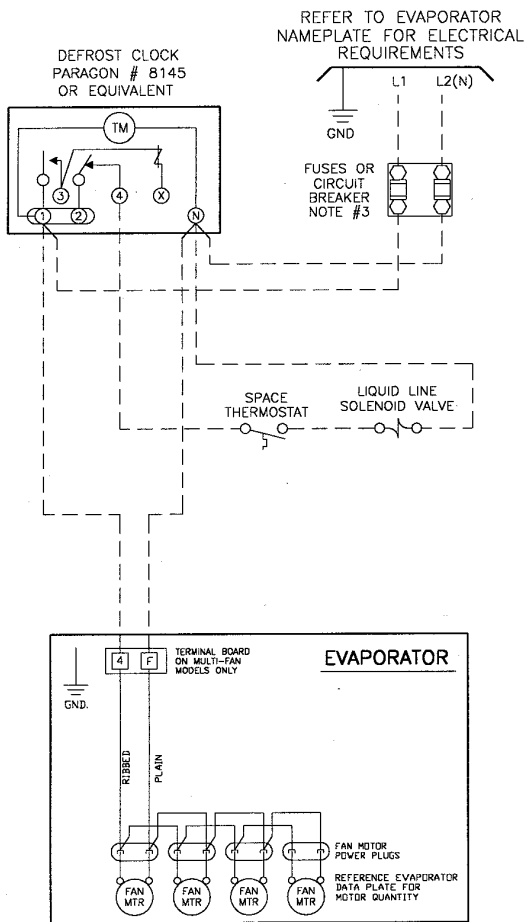 REFER TO EVAPORATOR
NAMEPLATE FOR ELECTRICAL
REQUIREMENTS
DEFROST CLOCK
PARAGON # 8145
OR EQUIVALENT
L1
L2(N)
GND
TM
3
4
X
1
2
N
FUSES OR
CIRCUIT
BREAKER
NOTE #3
SPACE
THERMOSTAT
LIQUID LINE
SOLENOID VALVE
4
F
TERMINAL BOARD
ON MULTI-FAN
MODELS ONLY
EVAPORATOR
GND.
RIBBED
PLAIN
FAN MOTOR
POWER PLUGS
FAN
MTR
FAN
MTR
FAN
MTR
FAN
MTR
REFERENCE EVAPORATOR
DATA PLATE FOR
MOTOR QUANTITY